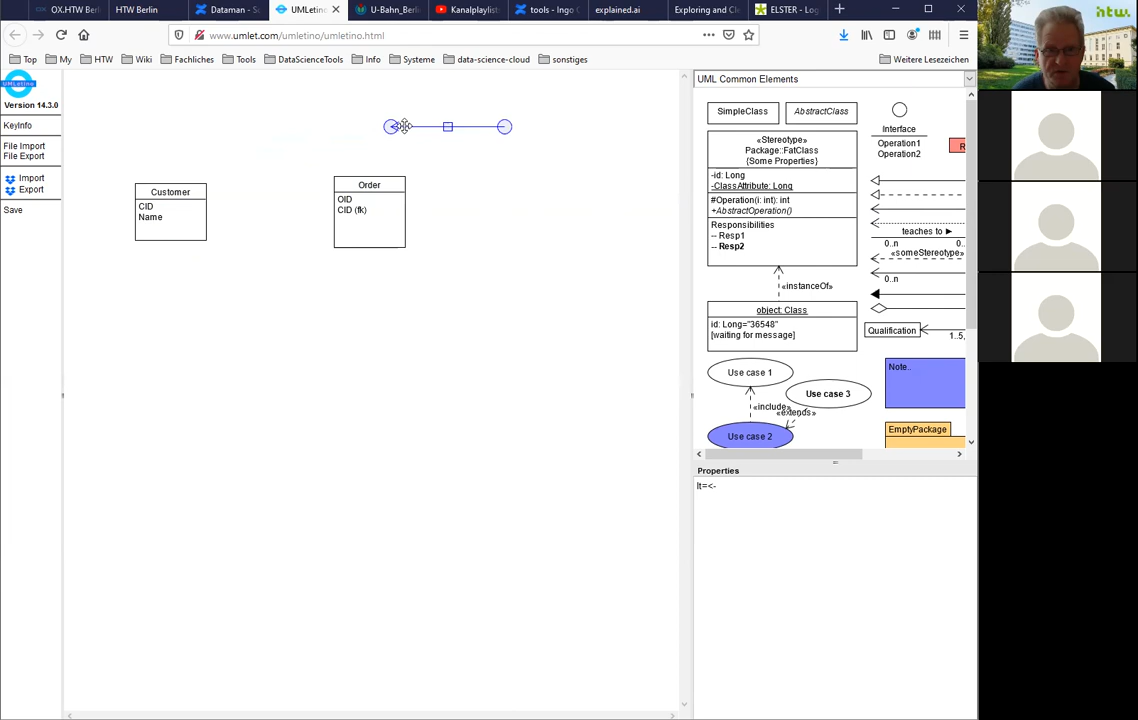 OX.HTW Berl
HTW Berlin
Dataman - Sc
UMLetino
U-Bahn_Berli
Kanalplaylist
tools - Ingo C
explained.ai
Exploring and Cl
ELSTER - Log
www.umlet.com/umletino/umletino.html
Top
My
HTW
Wiki
Fachliches
Tools
DataScienceTools
Info
Systeme
data-science-cloud
sonstiges
Weitere Lesezeichen
UMLetino
Version 14.3.0
KeyInfo
File Import
File Export
Import
Export
Save
Customer
CID
Name
Order
OID
CID (fk)
UML Common Elements
SimpleClass
AbstractClass
Interface
Operation1
Operation2
R
«Stereotype»
Package::FatClass
{Some Properties}
-id: Long
-ClassAttribute: Long
#Operation(i: int): int
+AbstractOperation()
Responsibilities
-- Resp1
-- Resp2
teaches to ►
0..n
0..
«someStereotype»
0..n
«instanceOf»
object: Class
id: Long="36548"
[waiting for message]
Qualification
1..5,
Use case 1
Use case 3
«include»
«extends»
Use case 2
Note..
EmptyPackage
Properties
lt=<-
htw.